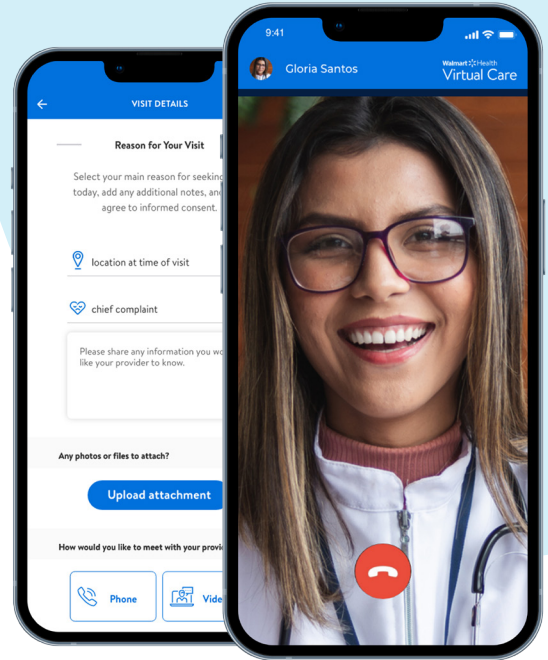 VISIT DETAILS
Reason for Your Visit
Select your main reason for seeking
today, add any additional notes, and
agree to informed consent.
location at time of visit
chief complaint
Please share any information you wo
like your provider to know.
Any photos or files to attach?
Upload attachment
How would you like to meet with your provi
Phone
Vide
9:41
Gloria Santos
Walmart Health
Virtual Care